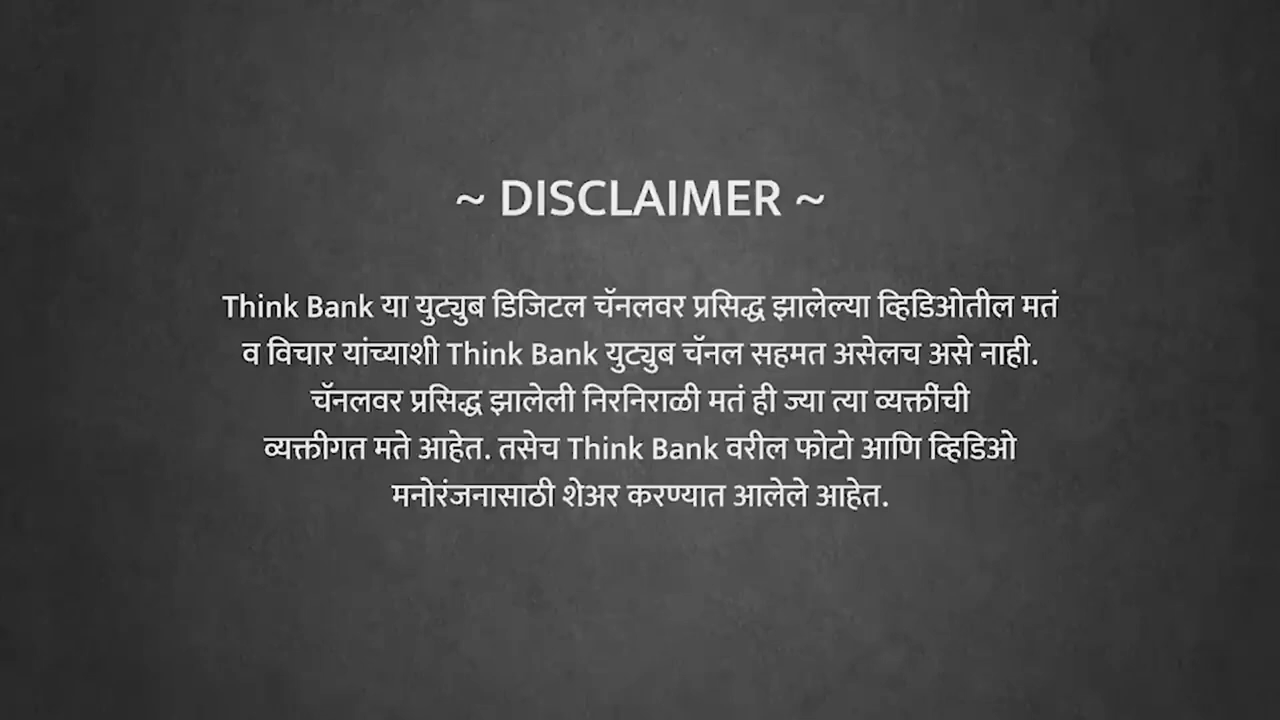 ~ DISCLAIMER ~
Think Bank या युट्युब डिजिटल चॅनलवर प्रसिद्ध झालेल्या व्हिडिओतील मतं
व विचार यांच्याशी Think Bank युट्युब चॅनल सहमत असेलच असे नाही.
चॅनलवर प्रसिद्ध झालेली निरनिराळी मतं ही ज्या त्या व्यक्तींची
व्यक्तीगत मते आहेत. तसेच Think Bank वरील फोटो आणि व्हिडिओ
मनोरंजनासाठी शेअर करण्यात आलेले आहेत.